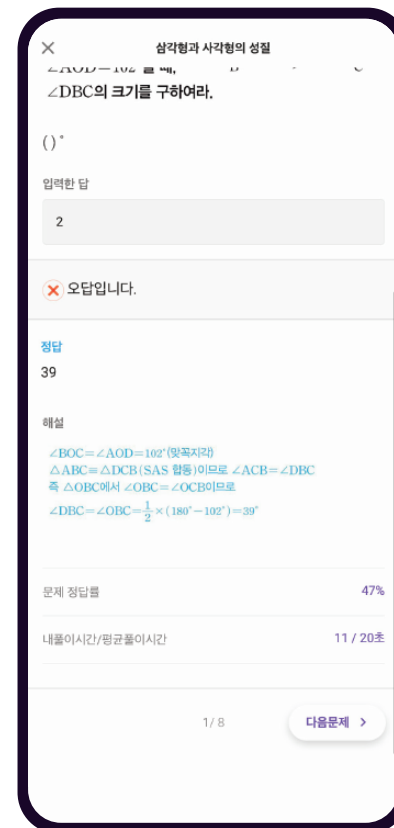 삼각형과 사각형의 성질
∠DBC의 크기를 구하여라.
( ) °
입력한 답
2
오답입니다.
정답
39
해설
∠BOC=∠AOD=102°(맞꼭지각)
△ABC≡△DCB(SAS 합동)이므로 ∠ACB=∠DBC
즉 △OBC에서 ∠OBC=∠OCB이므로
∠DBC=∠OBC=1/2×(180°−102°)=39°
문제 정답률 47%
내풀이시간/평균풀이시간 11 / 20초
1/ 8 다음문제 >